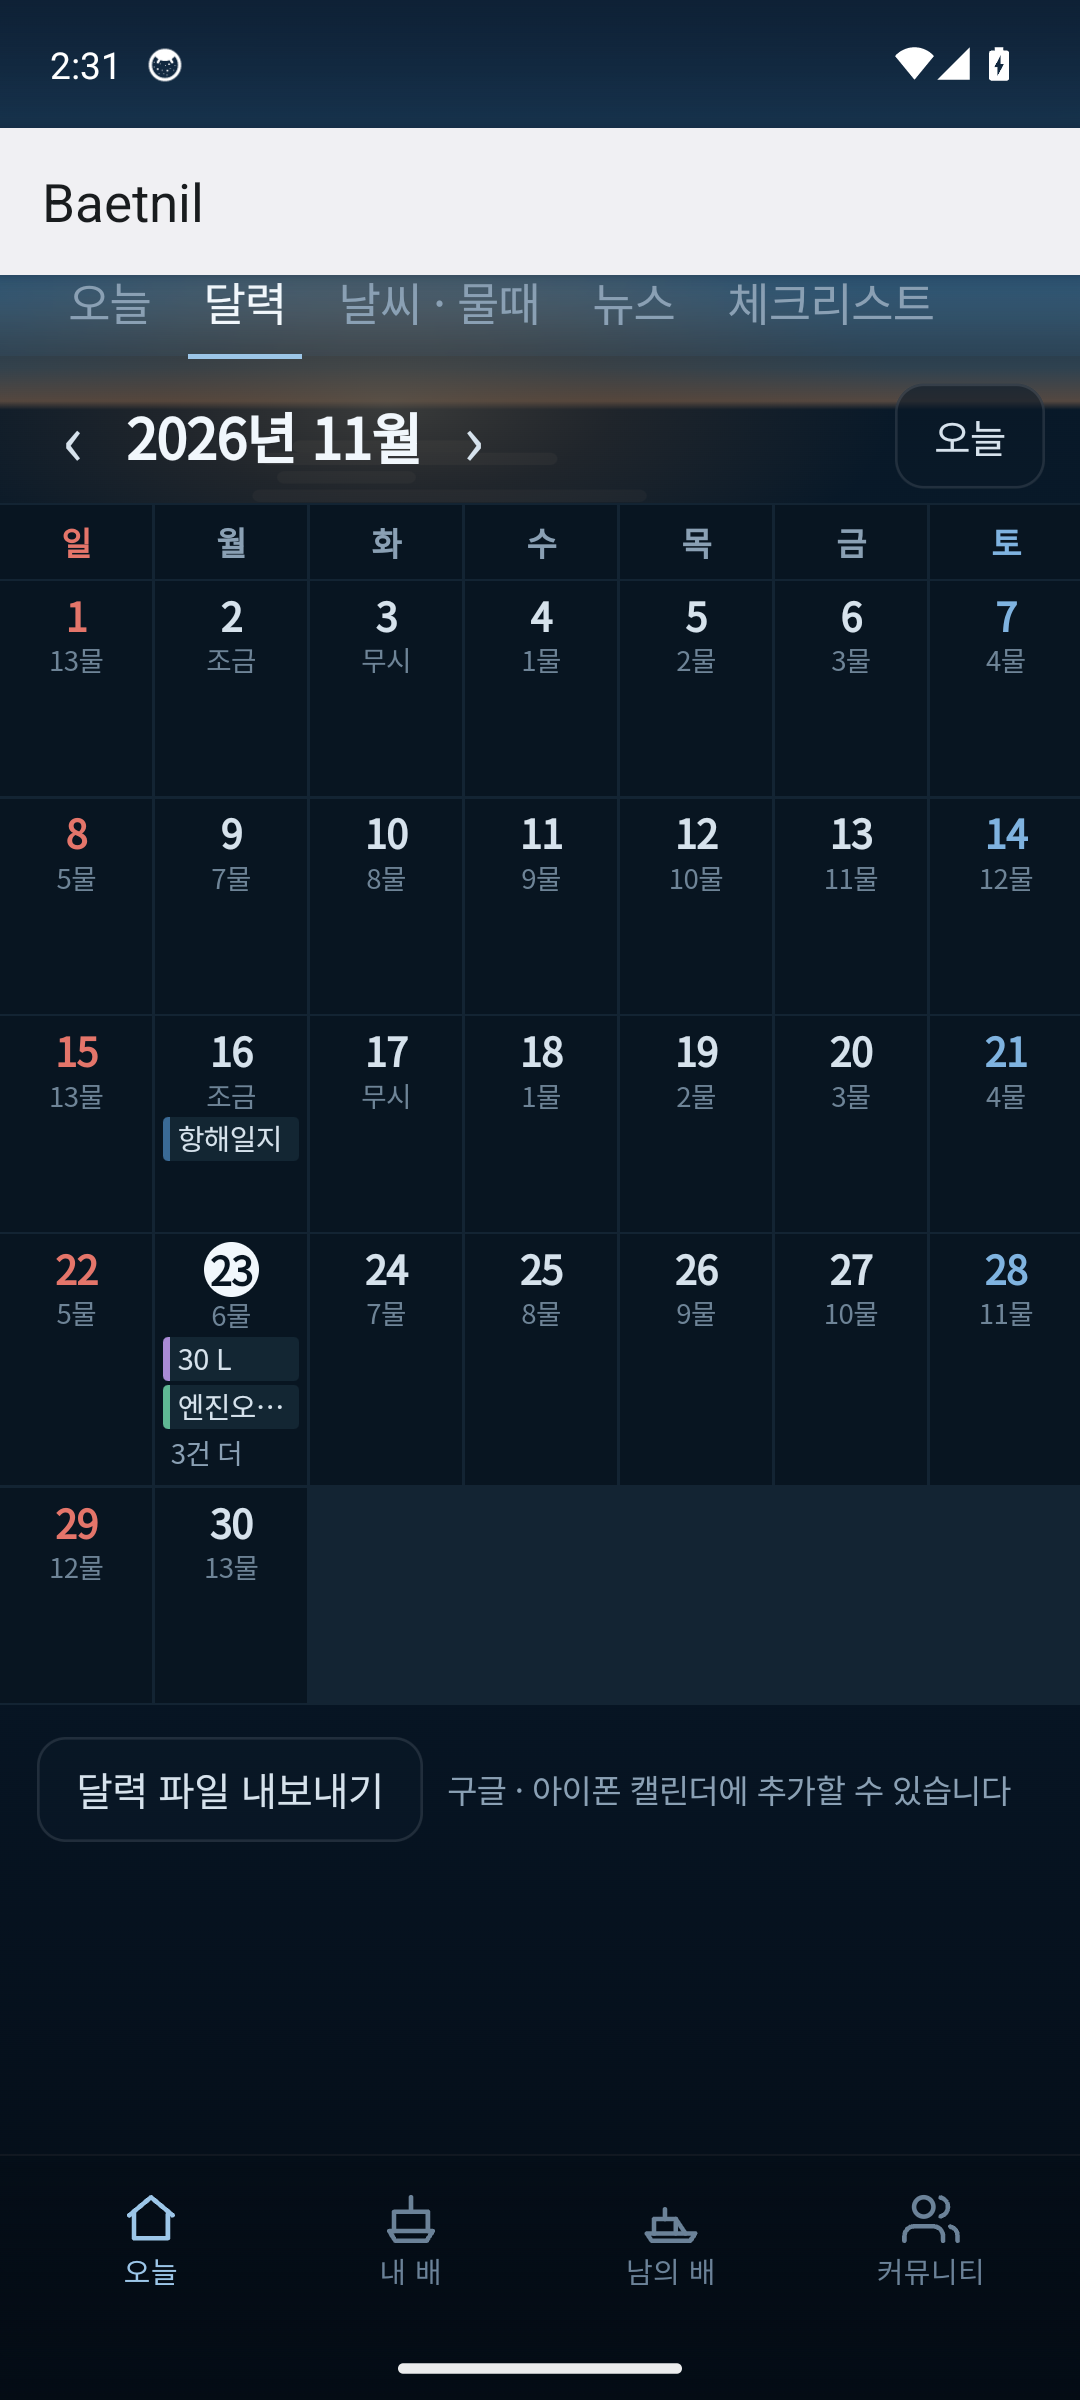 2:31
Baetnil
오늘 달력 날씨 · 물때 뉴스 체크리스트
‹ 2026년 11월 › 오늘
일 월 화 수 목 금 토
1 2 3 4 5 6 7
13물 조금 무시 1물 2물 3물 4물
8 9 10 11 12 13 14
5물 7물 8물 9물 10물 11물 12물
15 16 17 18 19 20 21
13물 조금 무시 1물 2물 3물 4물
항해일지
22 23 24 25 26 27 28
5물 6물 7물 8물 9물 10물 11물
30 L
엔진오…
3건 더
29 30
12물 13물
달력 파일 내보내기 구글 · 아이폰 캘린더에 추가할 수 있습니다
오늘 내 배 남의 배 커뮤니티